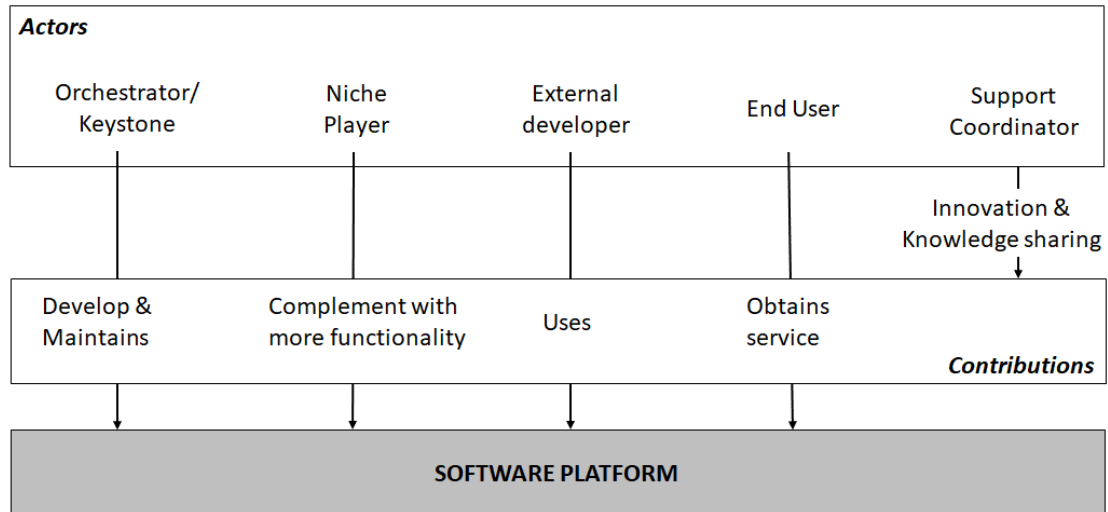 Actors
Orchestrator/
Keystone
Niche
Player
External
developer
End User
Support
Coordinator
Innovation &
Knowledge sharing
Develop &
Maintains
Complement with
more functionality
Uses
Obtains
service
Contributions
SOFTWARE PLATFORM